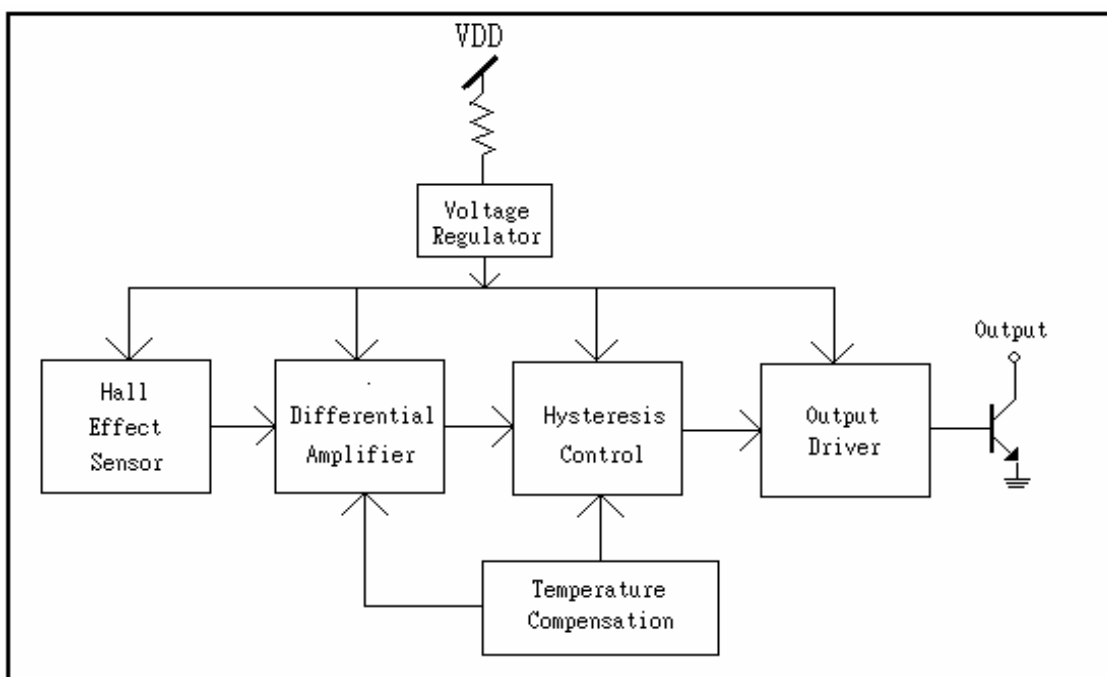 VDD
Voltage
Regulator
Output
Hall
Effect
Sensor
Differential
Amplifier
Hysteresis
Control
Output
Driver
Temperature
Compensation